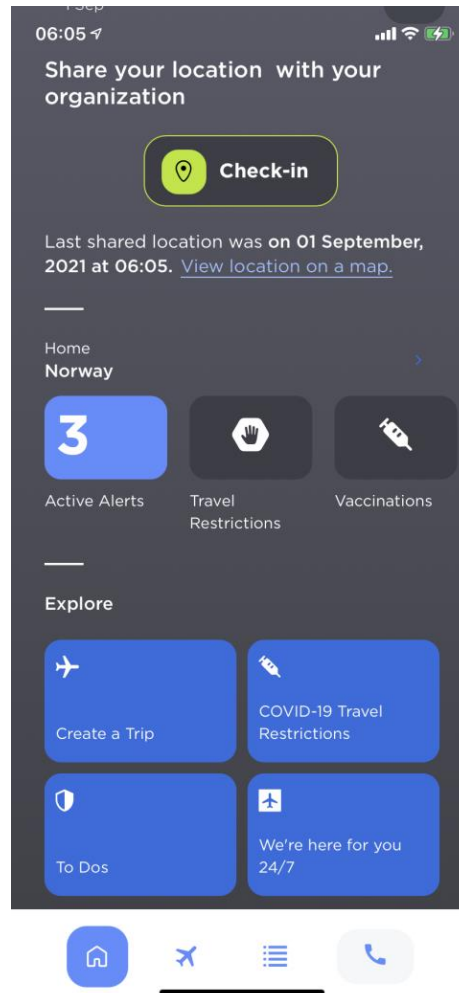 1 Sep
06:05
Share your location with your
organization
Check-in
Last shared location was on 01 September,
2021 at 06:05. View location on a map.
Home
Norway
3
Active Alerts
Travel
Restrictions
Vaccinations
Explore
Create a Trip
COVID-19 Travel
Restrictions
To Dos
We're here for you
24/7